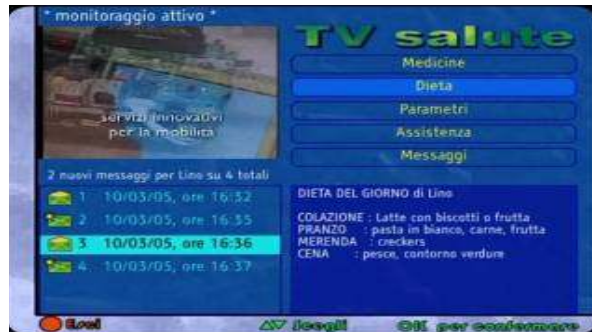 * monitoraggio attivo *
TV salute
servizi innovativi
per la mobilità
Medicine
Dieta
Parametri
Assistenza
Messaggi
2 nuovi messaggi per Lino su 4 totali
1 10/03/05, ore 16:32
2 10/03/05, ore 16:35
3 10/03/05, ore 16:36
4 10/03/05, ore 16:37
DIETA DEL GIORNO di Lino
COLAZIONE : Latte con biscotti o frutta
PRANZO : pasta in bianco, carne, frutta
MERENDA : creckers
CENA : pesce, contorno verdure
Esci
Scegli
OK per confermare